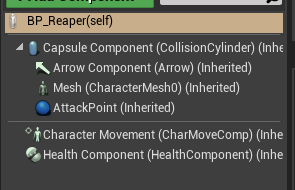 BP_Reaper(self)
Capsule Component (CollisionCylinder) (Inhe
Arrow Component (Arrow) (Inherited)
Mesh (CharacterMesh0) (Inherited)
AttackPoint (Inherited)
Character Movement (CharMoveComp) (Inhe
Health Component (HealthComponent) (Inhe